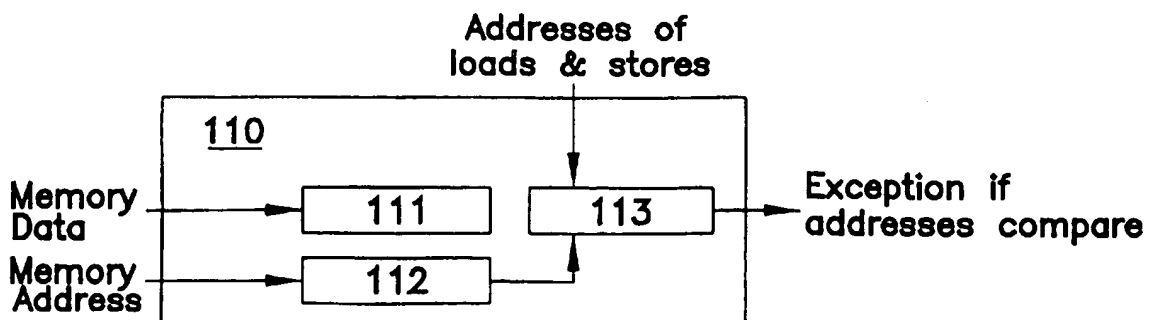 Addresses of
loads & stores
110
Memory
Data
111
113
Exception if
addresses compare
Memory
Address
112